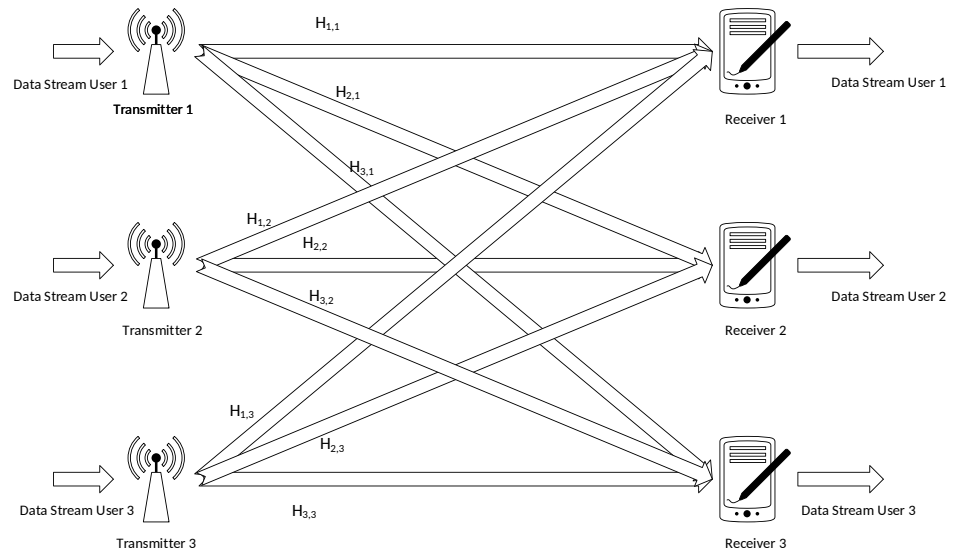 H1,1
Data Stream User 1
Transmitter 1
H2,1
Data Stream User 1
Receiver 1
H3,1
H1,2
H2,2
Data Stream User 2
H3,2
Data Stream User 2
Transmitter 2
Receiver 2
H1,3
H2,3
Data Stream User 3
H3,3
Data Stream User 3
Transmitter 3
Receiver 3